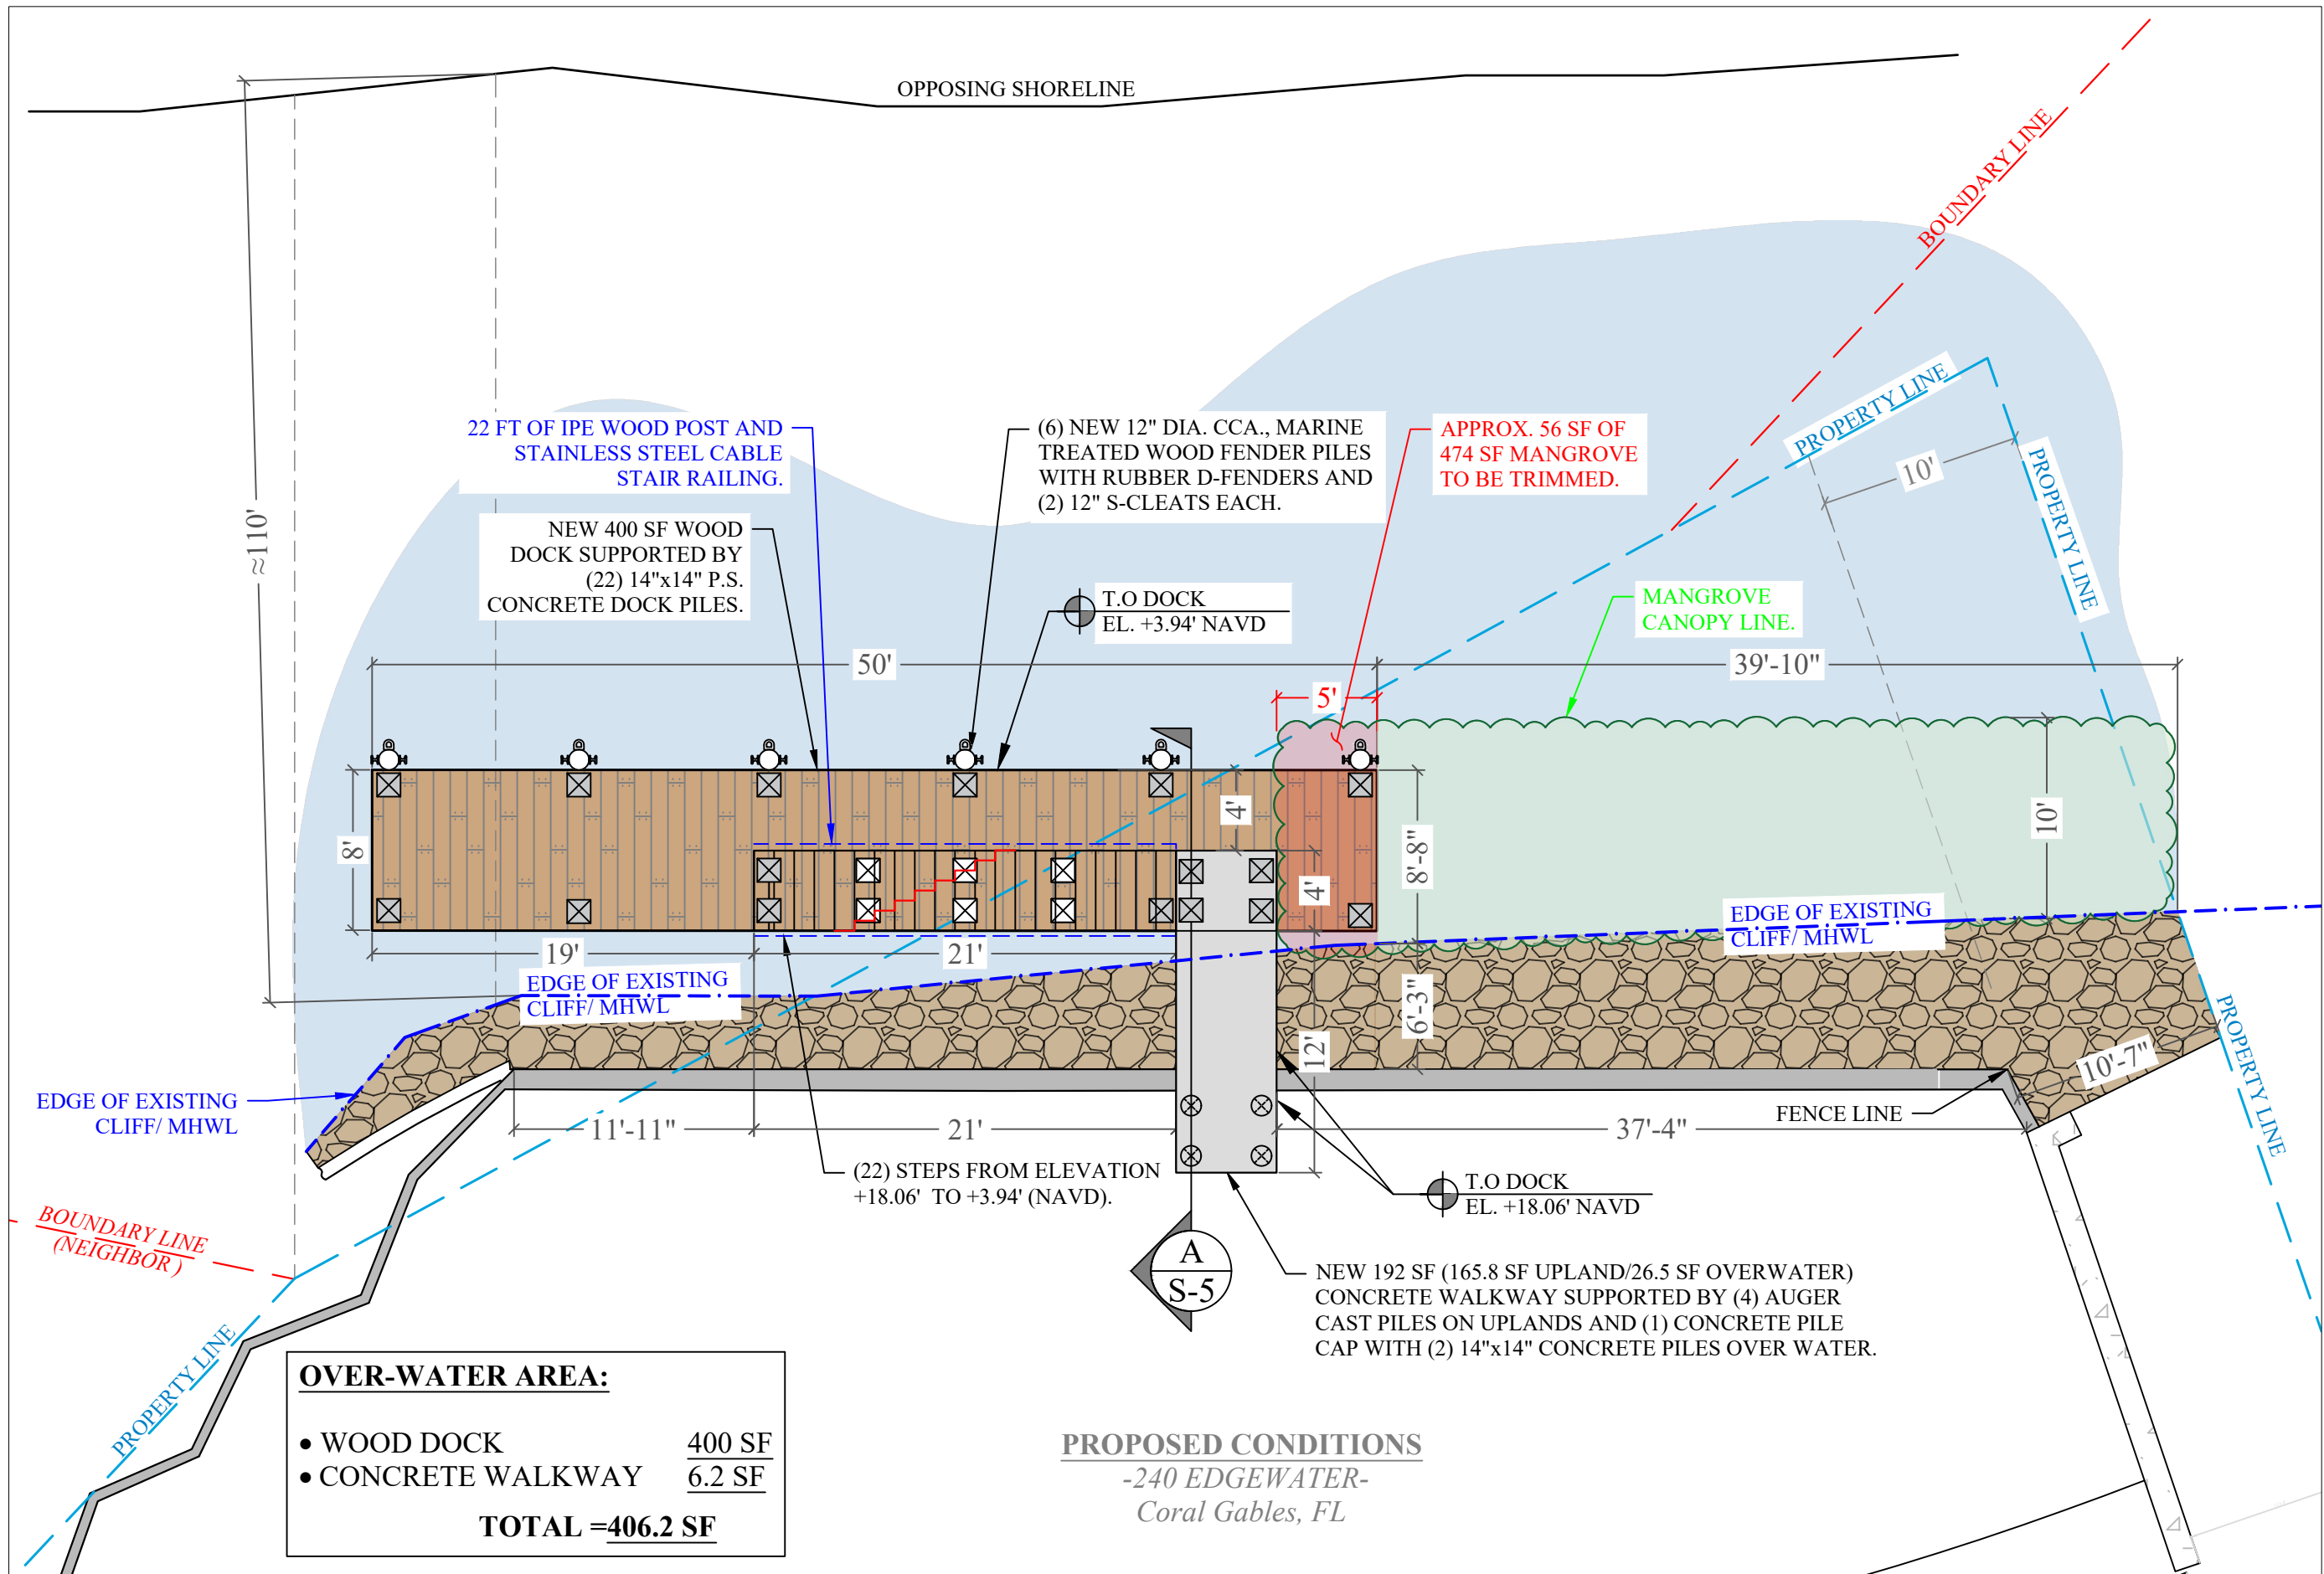 OPPOSING SHORELINE
BOUNDARY LINE
PROPERTY LINE
10'
PROPERTY LINE
≈110'
22 FT OF IPE WOOD POST AND
STAINLESS STEEL CABLE
STAIR RAILING.
(6) NEW 12" DIA. CCA., MARINE
TREATED WOOD FENDER PILES
WITH RUBBER D-FENDERS AND
(2) 12" S-CLEATS EACH.
APPROX. 56 SF OF
474 SF MANGROVE
TO BE TRIMMED.
NEW 400 SF WOOD
DOCK SUPPORTED BY
(22) 14"x14" P.S.
CONCRETE DOCK PILES.
T.O DOCK
EL. +3.94' NAVD
MANGROVE
CANOPY LINE.
50'
39'-10"
5'
8'
4'
4'
8'-8"
10'
19'
21'
EDGE OF EXISTING
CLIFF/ MHWL
EDGE OF EXISTING
CLIFF/ MHWL
6'-3"
12'
10'-7"
PROPERTY LINE
EDGE OF EXISTING
CLIFF/ MHWL
11'-11"
21'
37'-4"
FENCE LINE
(22) STEPS FROM ELEVATION
+18.06' TO +3.94' (NAVD).
T.O DOCK
EL. +18.06' NAVD
BOUNDARY LINE
(NEIGHBOR)
A
S-5
NEW 192 SF (165.8 SF UPLAND/26.5 SF OVERWATER)
CONCRETE WALKWAY SUPPORTED BY (4) AUGER
CAST PILES ON UPLANDS AND (1) CONCRETE PILE
CAP WITH (2) 14"x14" CONCRETE PILES OVER WATER.
PROPERTY LINE
OVER-WATER AREA:
• WOOD DOCK 400 SF
• CONCRETE WALKWAY 6.2 SF
TOTAL =406.2 SF
PROPOSED CONDITIONS
-240 EDGEWATER-
Coral Gables, FL